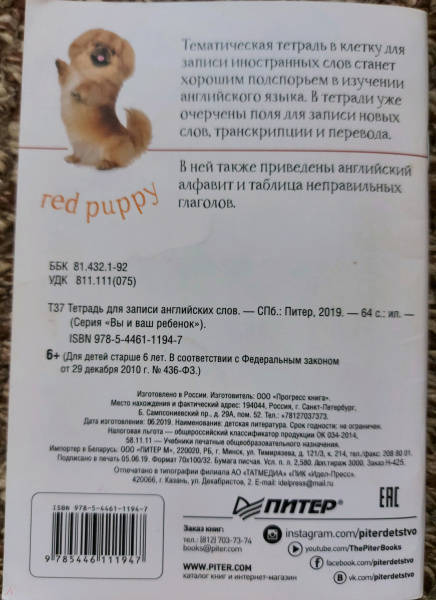 Тематическая тетрадь в клетку для
записи иностранных слов станет
хорошим подспорьем в изучении
английского языка. В тетради уже
очерчены поля для записи новых
слов, транскрипции и перевода.
В ней также приведены английский
алфавит и таблица неправильных
глаголов.
red puppy
ББК 81.432.1-92
УДК 811.111(075)
Т37 Тетрадь для записи английских слов. — СПб.: Питер, 2019. — 64 с.: ил. —
(Серия «Вы и ваш ребенок»).
ISBN 978-5-4461-1194-7
6+ (Для детей старше 6 лет. В соответствии с Федеральным законом
от 29 декабря 2010 г. № 436-ФЗ.)
Изготовлено в России. Изготовитель: ООО «Прогресс книга».
Место нахождения и фактический адрес: 194044, Россия, г. Санкт-Петербург,
Б. Сампсониевский пр., д. 29А, пом. 52. Тел.: +78127037373.
Дата изготовления: 06.2019. Наименование: детская литература. Срок годности: не ограничен.
Налоговая льгота — общероссийский классификатор продукции ОК 034-2014,
58.11.11 — Учебники печатные общеобразовательного назначения.
Импортер в Беларусь: ООО «ПИТЕР М», 220020, РБ, г. Минск, ул. Тимирязева, д. 121/3, к. 214, тел./факс: 208 80 01.
Подписано в печать 05.06.19. Формат 70х100/32. Бумага писчая. Усл. п. л. 2,580. Доп.тираж 3000. Заказ Н-425.
Отпечатано в типографии филиала АО «ТАТМЕДИА» «ПИК «Идел-Пресс».
420066, г. Казань, ул. Декабристов, 2. E-mail: idelpress@mail.ru
ISBN 978-5-4461-1194-7
9 785446 111947
ПИТЕР
EAC
Заказ книг:
тел.: (812) 703-73-74
books@piter.com
WWW.PITER.COM
каталог книг и интернет-магазин
instagram.com/piterdetstvo
youtube.com/ThePiterBooks
facebook.com/piterdetstvo
vk.com/piterdetstvo